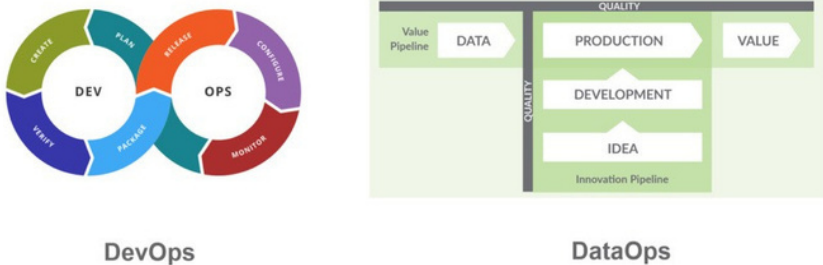 CREATE
PLAN
RELEASE
CONFIGURE
DEV
OPS
VERIFY
PACKAGE
MONITOR
DevOps
QUALITY
Value
Pipeline
DATA
PRODUCTION
VALUE
QUALITY
DEVELOPMENT
IDEA
Innovation Pipeline
DataOps